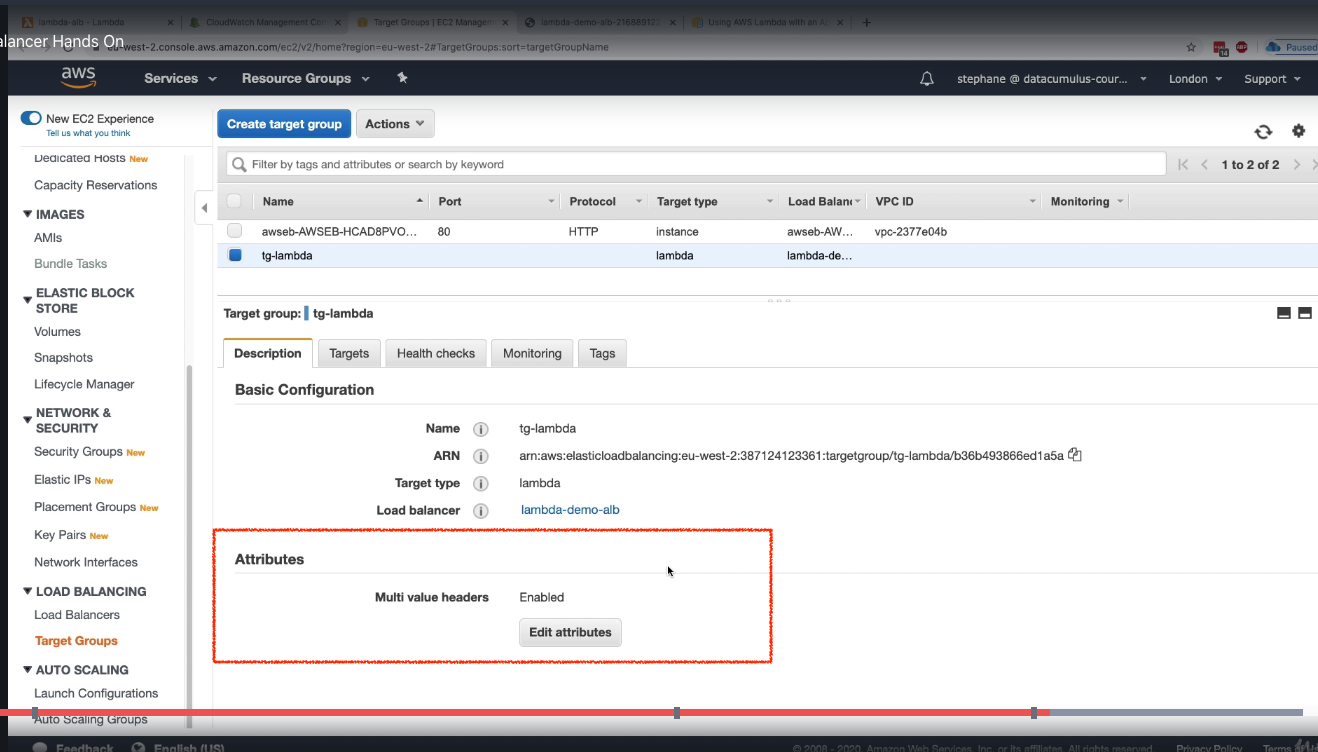 lambda-alb - Lambda
CloudWatch Management Con
Target Groups | EC2 Managem
lambda-demo-alb-216889123
Using AWS Lambda with an Ap
alancer Hands On
eu-west-2.console.aws.amazon.com/ec2/v2/home?region=eu-west-2#TargetGroups:sort=targetGroupName
14
ABP
Paused
aws
Services
Resource Groups
stephane @ datacumulus-cour...
London
Support
New EC2 Experience
Tell us what you think
Create target group
Actions
Filter by tags and attributes or search by keyword
1 to 2 of 2
Dedicated Hosts New
Capacity Reservations
IMAGES
AMIs
Bundle Tasks
ELASTIC BLOCK
STORE
Volumes
Snapshots
Lifecycle Manager
NETWORK &
SECURITY
Security Groups New
Elastic IPs New
Placement Groups New
Key Pairs New
Network Interfaces
LOAD BALANCING
Load Balancers
Target Groups
AUTO SCALING
Launch Configurations
Auto Scaling Groups
Name Port Protocol Target type Load Balanc VPC ID Monitoring
awseb-AWSEB-HCAD8PVO... 80 HTTP instance awseb-AW... vpc-2377e04b
tg-lambda lambda lambda-de...
Target group: tg-lambda
Description Targets Health checks Monitoring Tags
Basic Configuration
Name i tg-lambda
ARN i arn:aws:elasticloadbalancing:eu-west-2:387124123361:targetgroup/tg-lambda/b36b493866ed1a5a
Target type i lambda
Load balancer i lambda-demo-alb
Attributes
Multi value headers Enabled
Edit attributes
Feedback English (US)
© 2008 - 2020, Amazon Web Services, Inc. or its affiliates. All rights reserved. Privacy Policy Terms